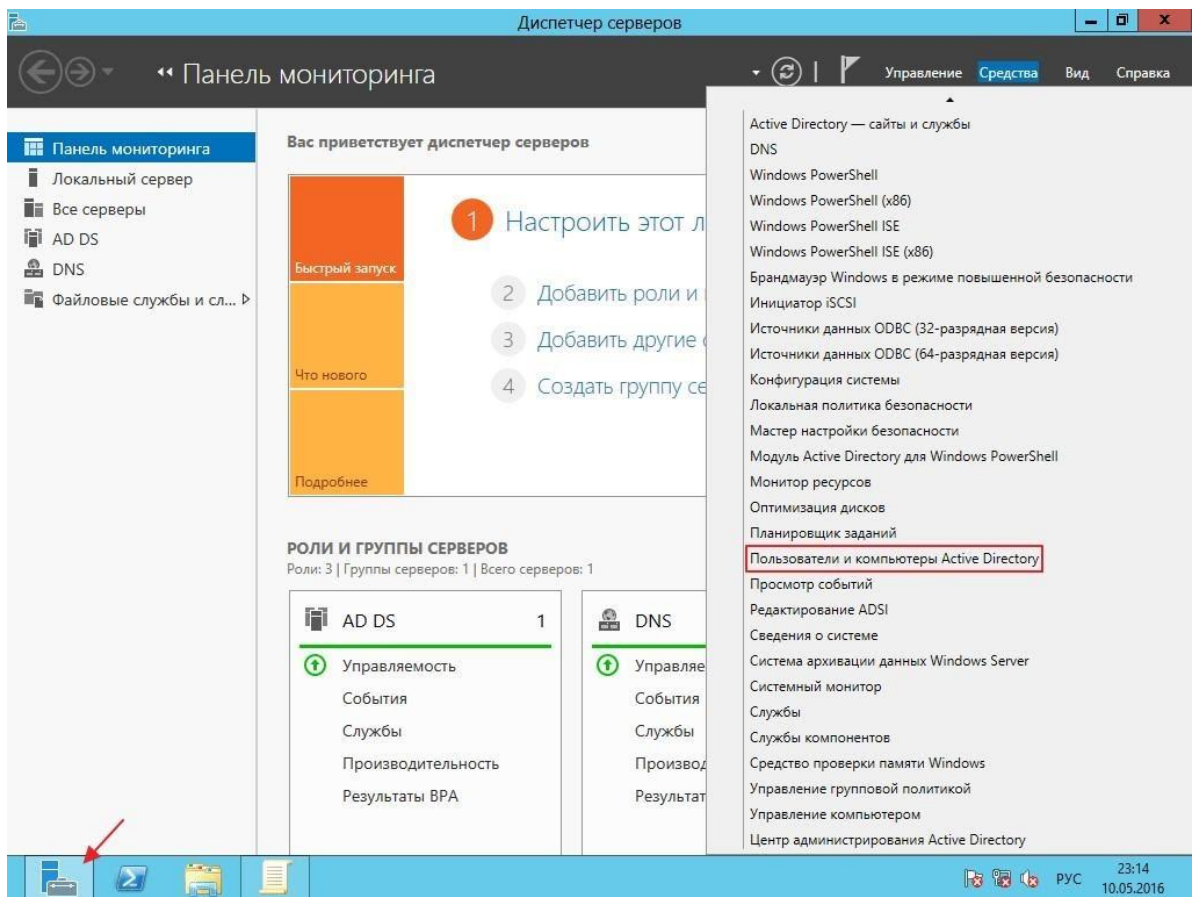 Диспетчер серверов
Панель мониторинга
Управление Средства Вид Справка
Панель мониторинга
Локальный сервер
Все серверы
AD DS
DNS
Файловые службы и сл...
Вас приветствует диспетчер серверов
Быстрый запуск
Что нового
Подробнее
1 Настроить этот л
2 Добавить роли и
3 Добавить другие
4 Создать группу се
РОЛИ И ГРУППЫ СЕРВЕРОВ
Роли: 3 | Группы серверов: 1 | Всего серверов: 1
AD DS 1
Управляемость
События
Службы
Производительность
Результаты BPA
DNS
Управляе
События
Службы
Производ
Результат
Active Directory — сайты и службы
DNS
Windows PowerShell
Windows PowerShell (x86)
Windows PowerShell ISE
Windows PowerShell ISE (x86)
Брандмауэр Windows в режиме повышенной безопасности
Инициатор iSCSI
Источники данных ODBC (32-разрядная версия)
Источники данных ODBC (64-разрядная версия)
Конфигурация системы
Локальная политика безопасности
Мастер настройки безопасности
Модуль Active Directory для Windows PowerShell
Монитор ресурсов
Оптимизация дисков
Планировщик заданий
Пользователи и компьютеры Active Directory
Просмотр событий
Редактирование ADSI
Сведения о системе
Система архивации данных Windows Server
Системный монитор
Службы
Службы компонентов
Средство проверки памяти Windows
Управление групповой политикой
Управление компьютером
Центр администрирования Active Directory
РУС
23:14
10.05.2016